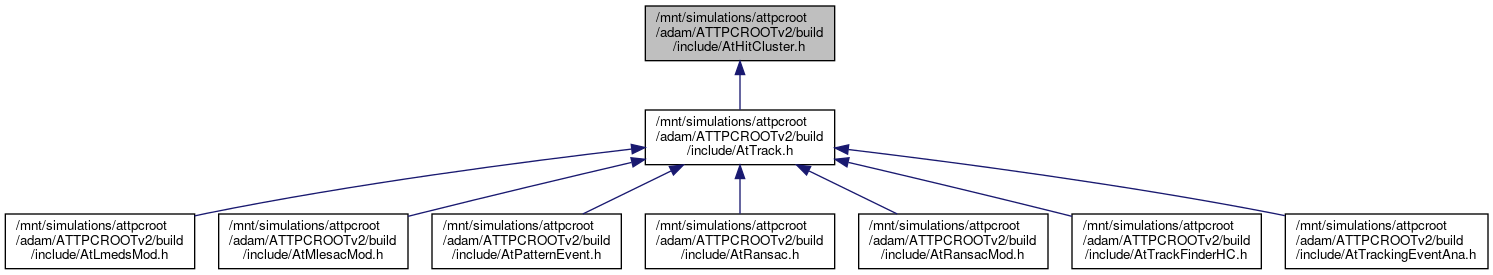 /mnt/simulations/attpcroot
/adam/ATTPCROOTv2/build
/include/AtHitCluster.h
/mnt/simulations/attpcroot
/adam/ATTPCROOTv2/build
/include/AtTrack.h
/mnt/simulations/attpcroot
/adam/ATTPCROOTv2/build
/include/AtLmedsMod.h
/mnt/simulations/attpcroot
/adam/ATTPCROOTv2/build
/include/AtMlesacMod.h
/mnt/simulations/attpcroot
/adam/ATTPCROOTv2/build
/include/AtPatternEvent.h
/mnt/simulations/attpcroot
/adam/ATTPCROOTv2/build
/include/AtRansac.h
/mnt/simulations/attpcroot
/adam/ATTPCROOTv2/build
/include/AtRansacMod.h
/mnt/simulations/attpcroot
/adam/ATTPCROOTv2/build
/include/AtTrackFinderHC.h
/mnt/simulations/attpcroot
/adam/ATTPCROOTv2/build
/include/AtTrackingEventAna.h